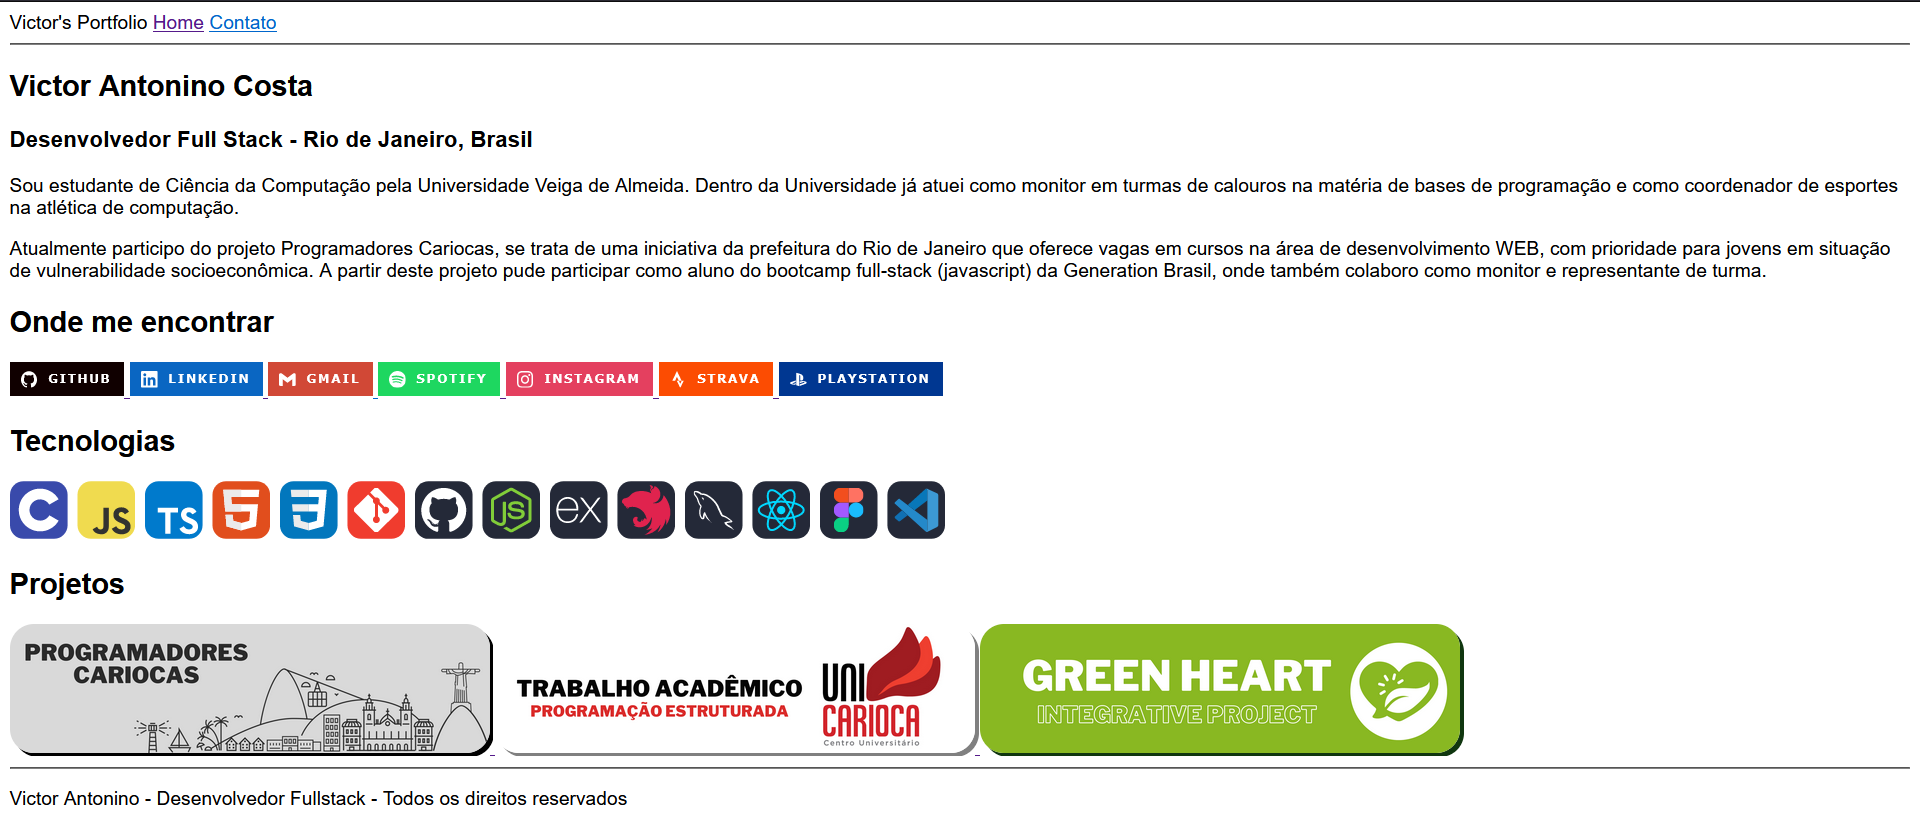 Victor's Portfolio Home Contato
Victor Antonino Costa
Desenvolvedor Full Stack - Rio de Janeiro, Brasil
Sou estudante de Ciência da Computação pela Universidade Veiga de Almeida. Dentro da Universidade já atuei como monitor em turmas de calouros na matéria de bases de programação e como coordenador de esportes
na atlética de computação.
Atualmente participo do projeto Programadores Cariocas, se trata de uma iniciativa da prefeitura do Rio de Janeiro que oferece vagas em cursos na área de desenvolvimento WEB, com prioridade para jovens em situação
de vulnerabilidade socioeconômica. A partir deste projeto pude participar como aluno do bootcamp full-stack (javascript) da Generation Brasil, onde também colaboro como monitor e representante de turma.
Onde me encontrar
GITHUB LINKEDIN GMAIL SPOTIFY INSTAGRAM STRAVA PLAYSTATION
Tecnologias
C JS TS 5 3 JS EX
Projetos
PROGRAMADORES
CARIOCAS
TRABALHO ACADÊMICO
PROGRAMAÇÃO ESTRUTURADA
UNI
CARIOCA
Centro Universitário
GREEN HEART
INTEGRATIVE PROJECT
Victor Antonino - Desenvolvedor Fullstack - Todos os direitos reservados